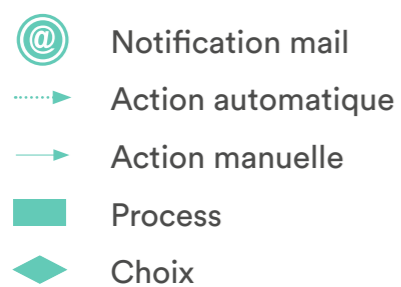 @ Notification mail
Action automatique
Action manuelle
Process
Choix